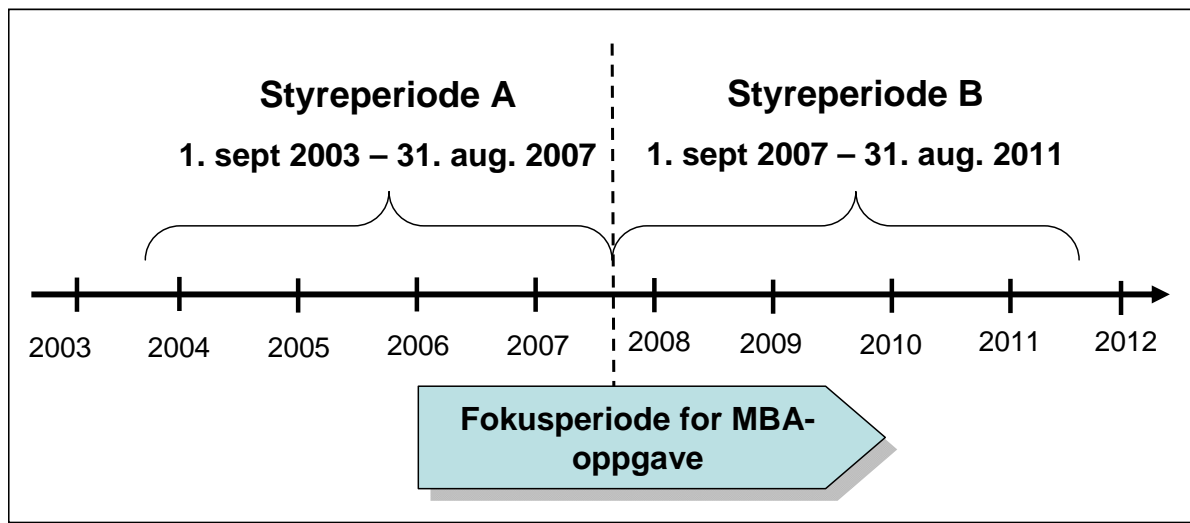 Styreperiode A
1. sept 2003 – 31. aug. 2007
Styreperiode B
1. sept 2007 – 31. aug. 2011
2003 2004 2005 2006 2007 2008 2009 2010 2011 2012
Fokusperiode for MBA-
oppgave